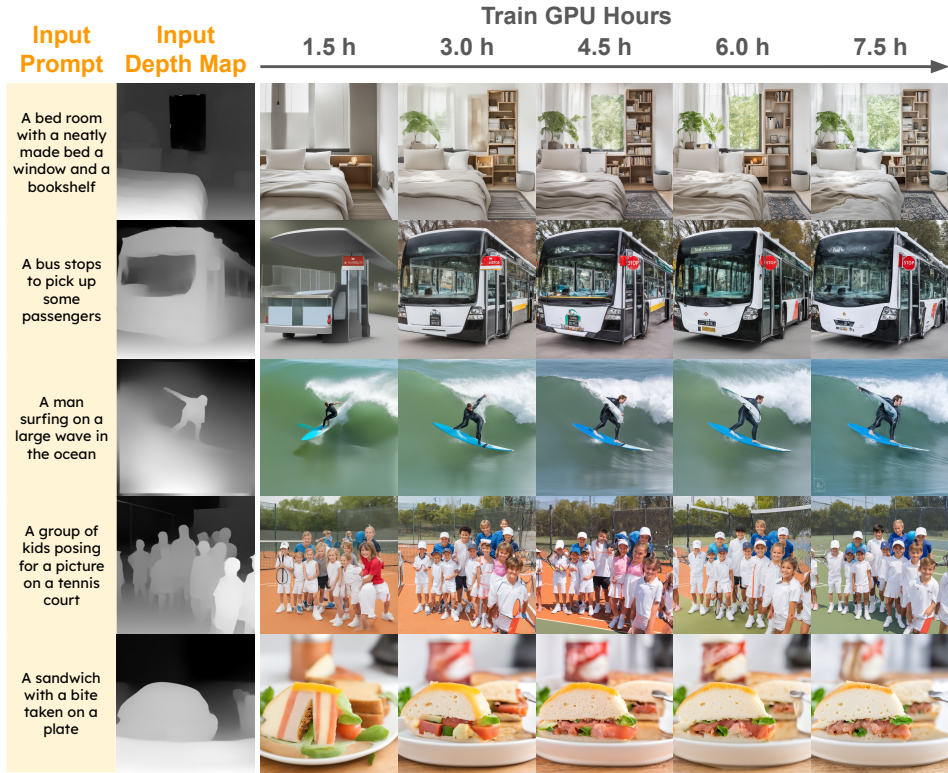 Train GPU Hours
Input
Prompt
Input
Depth Map
1.5 h
3.0 h
4.5 h
6.0 h
7.5 h
A bed room
with a neatly
made bed a
window and a
bookshelf
A bus stops
to pick up
some
passengers
STOP
STOP
STOP
A man
surfing on a
large wave in
the ocean
A group of
kids posing
for a picture
on a tennis
court
A sandwich
with a bite
taken on a
plate